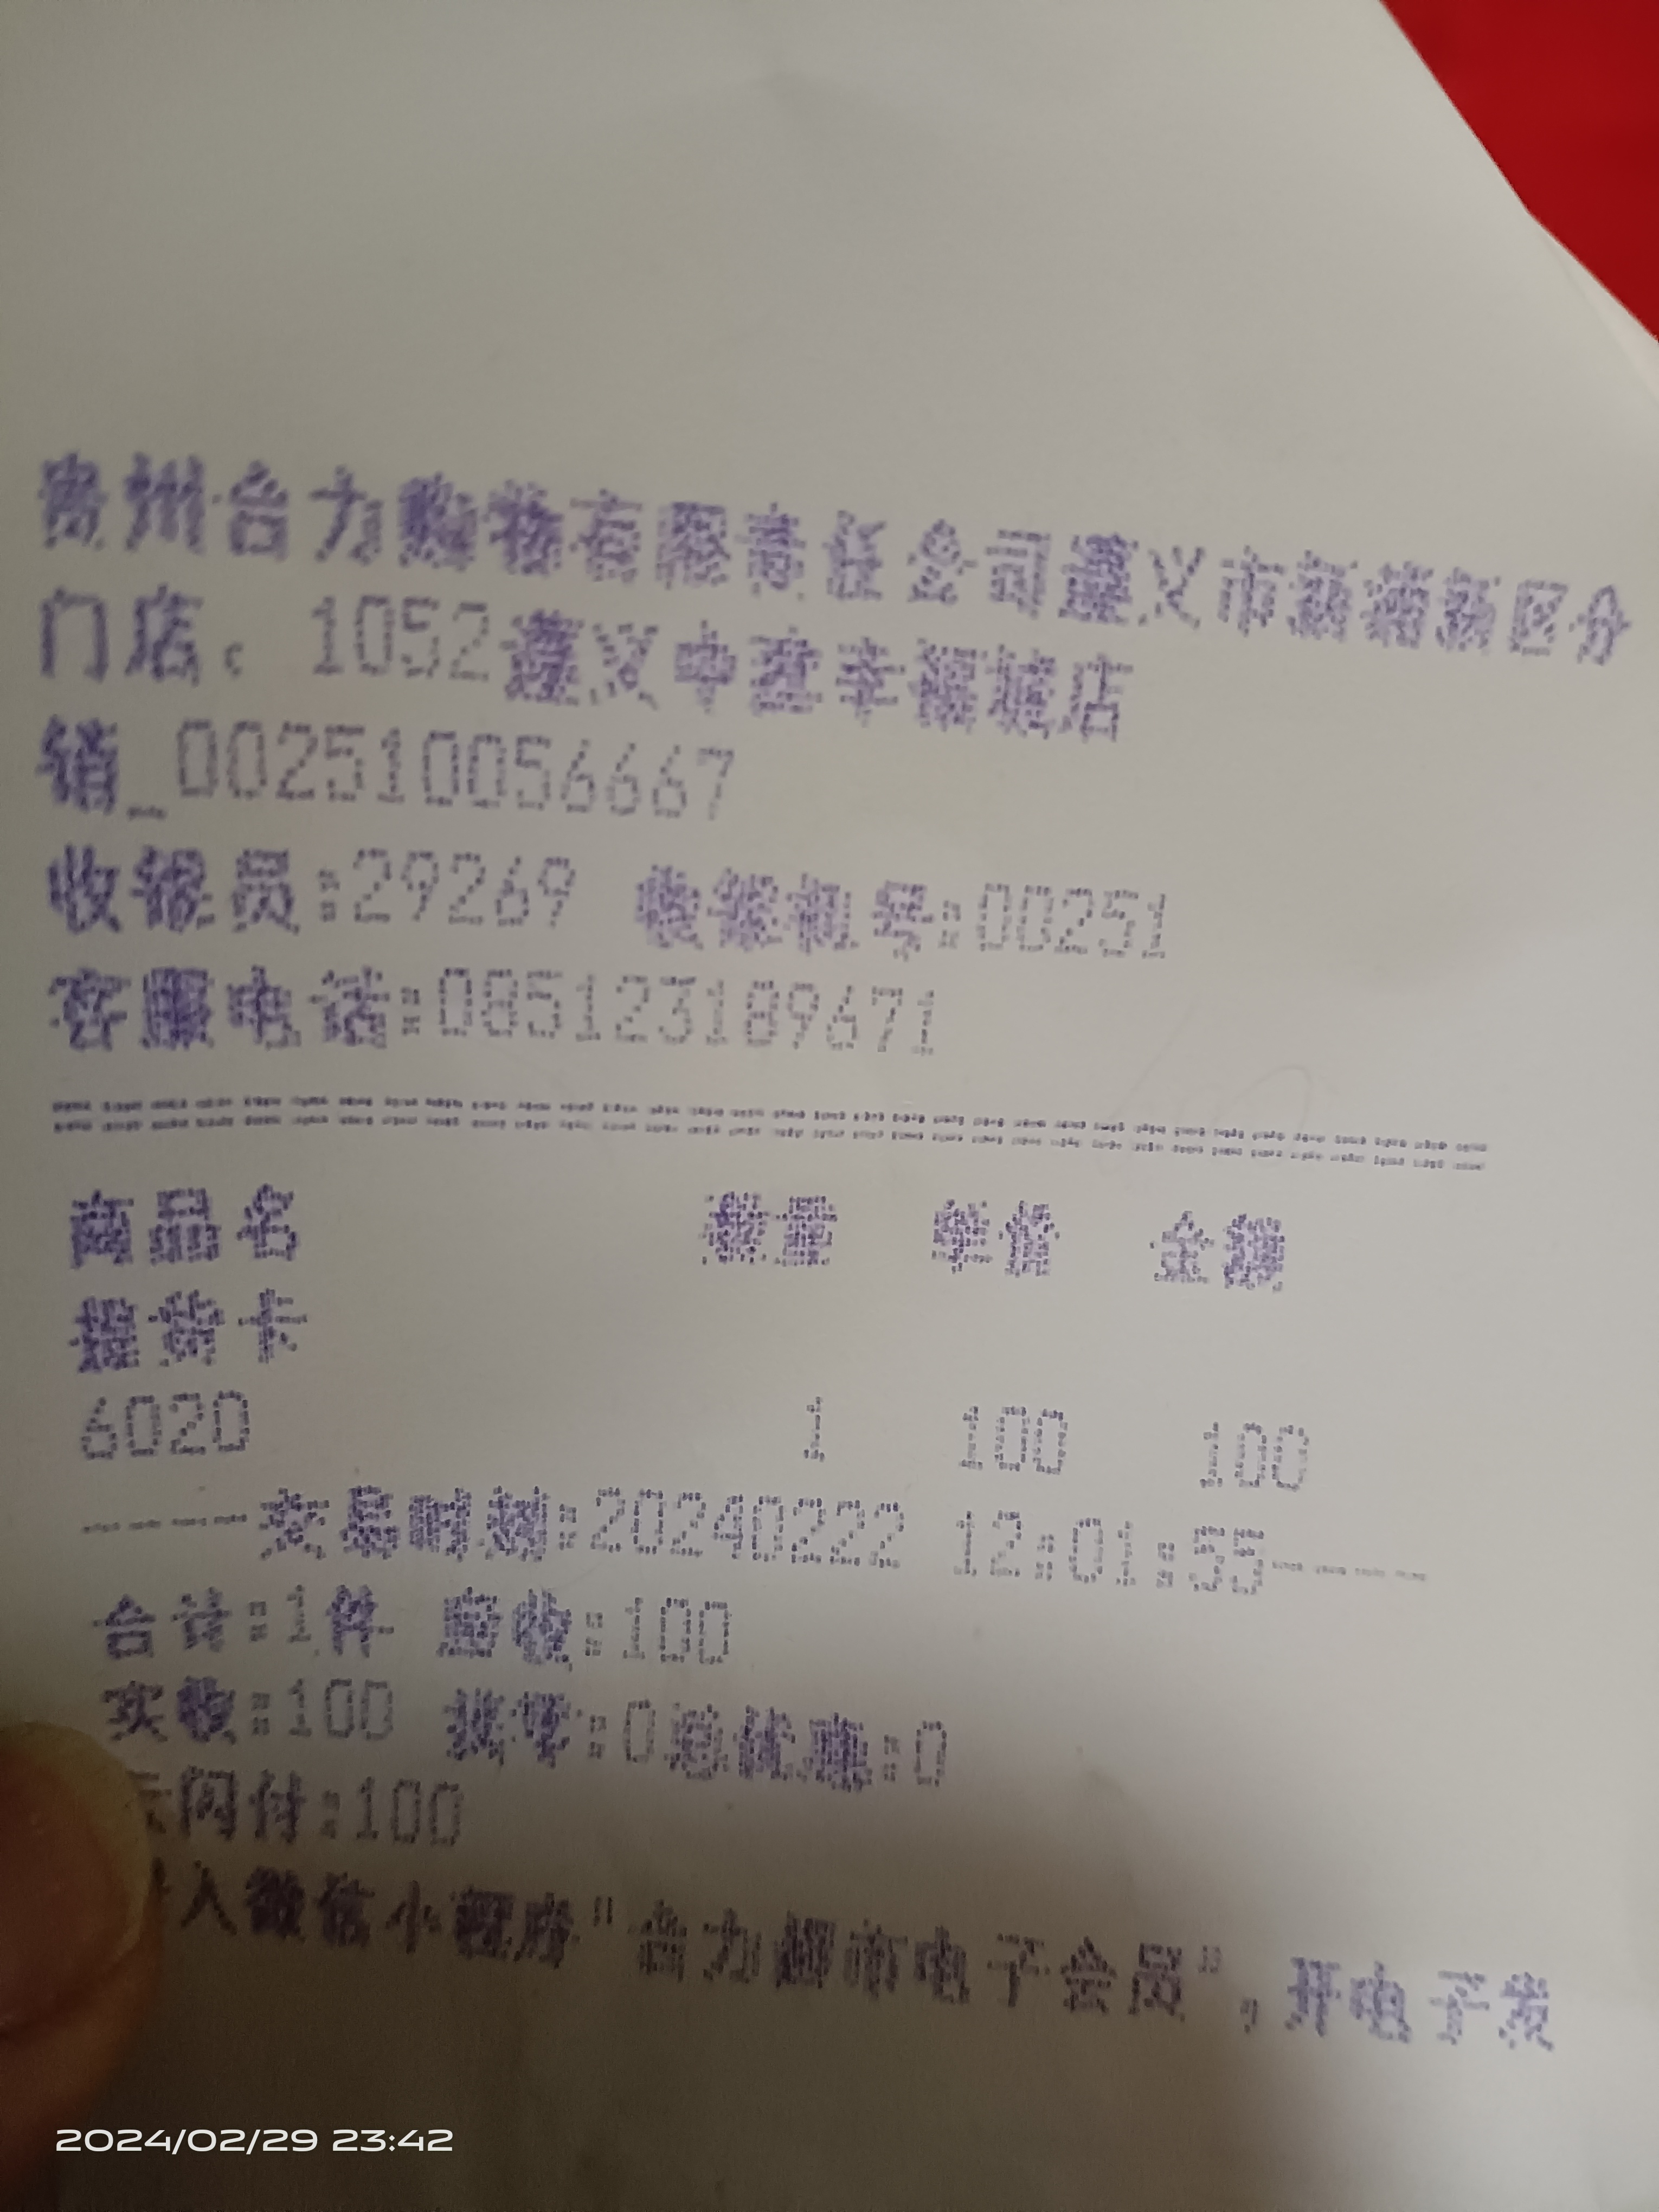 贵州合力购物有限责任公司遵义市新蒲新区分
门店：1052遵义中建幸福城店
销_0025100056667
收银员:29269 收银机号:00251
客服电话:085123189671
商品名 数量 单价 金额
提货卡
6020 1 100 100
----交易时刻:20240222 12:01:55----
合计:1件 应收:100
实收:100 找零:0总优惠:0
闪付:100
入微信小程序"合力超市电子会员"，开电子发
2024/02/29 23:42